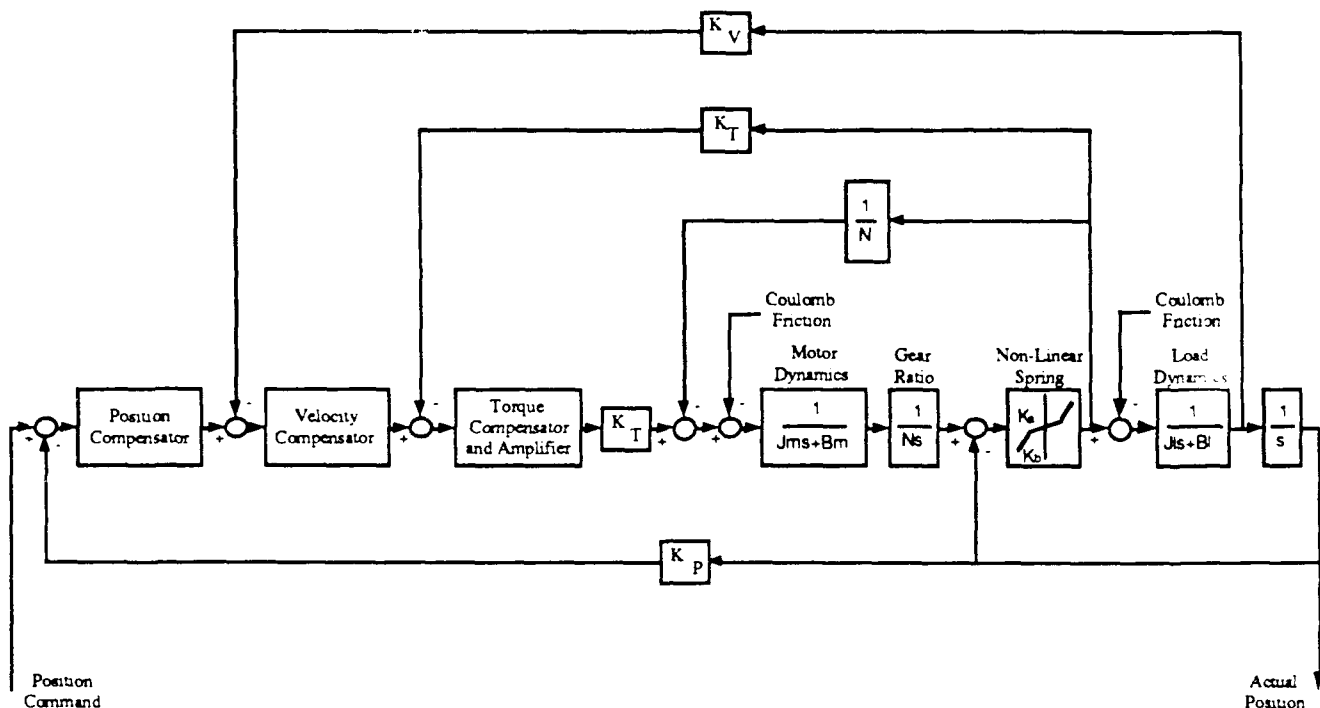 K V
K T
1
N
Coulomb
Friction
Coulomb
Friction
Motor
Dynamics
Gear
Ratio
Non-Linear
Spring
Load
Dynamics
Position
Compensator
Velocity
Compensator
Torque
Compensator
and Amplifier
K T
1
Jms+Bm
1
Ns
Ka
Kb
1
Jls+Bl
1
s
+
-
+
-
+
-
+
-
+
-
+
-
+
-
K P
Position
Command
Actual
Position